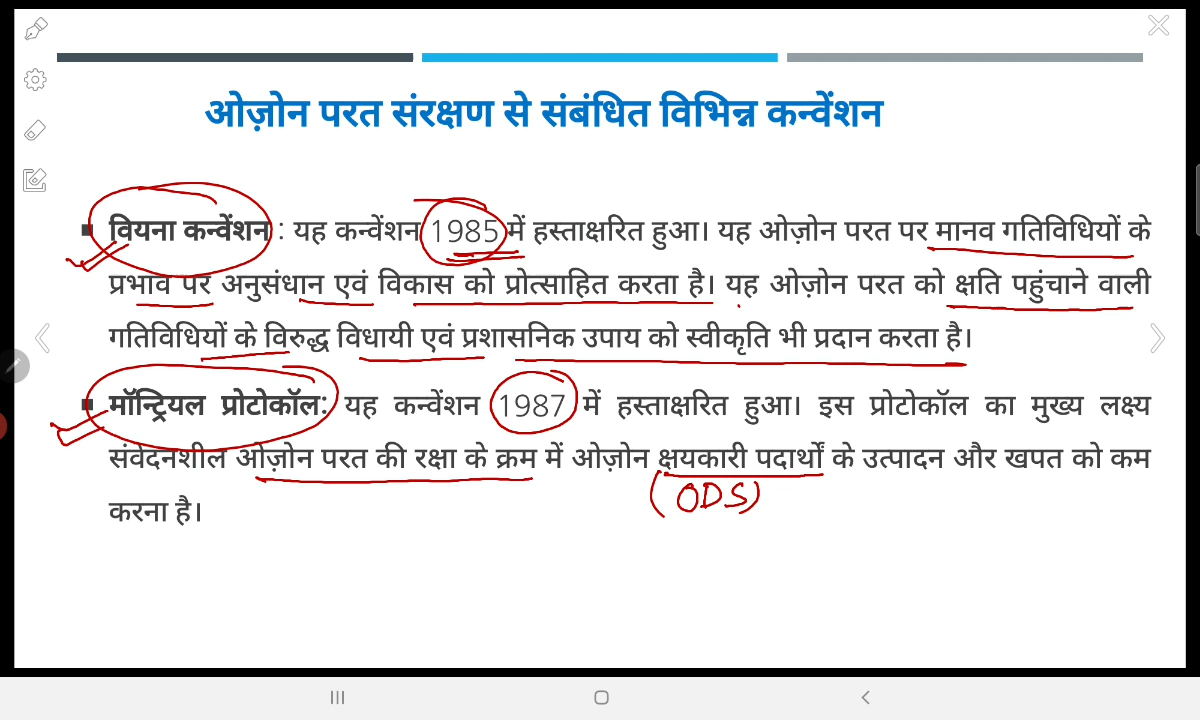 ओज़ोन परत संरक्षण से संबंधित विभिन्न कन्वेंशन
▪ वियना कन्वेंशन : यह कन्वेंशन 1985 में हस्ताक्षरित हुआ। यह ओज़ोन परत पर मानव गतिविधियों के
प्रभाव पर अनुसंधान एवं विकास को प्रोत्साहित करता है। यह ओज़ोन परत को क्षति पहुंचाने वाली
गतिविधियों के विरुद्ध विधायी एवं प्रशासनिक उपाय को स्वीकृति भी प्रदान करता है।
▪ मॉन्ट्रियल प्रोटोकॉल: यह कन्वेंशन 1987 में हस्ताक्षरित हुआ। इस प्रोटोकॉल का मुख्य लक्ष्य
संवेदनशील ओज़ोन परत की रक्षा के क्रम में ओज़ोन क्षयकारी पदार्थों के उत्पादन और खपत को कम
(ODS)
करना है।